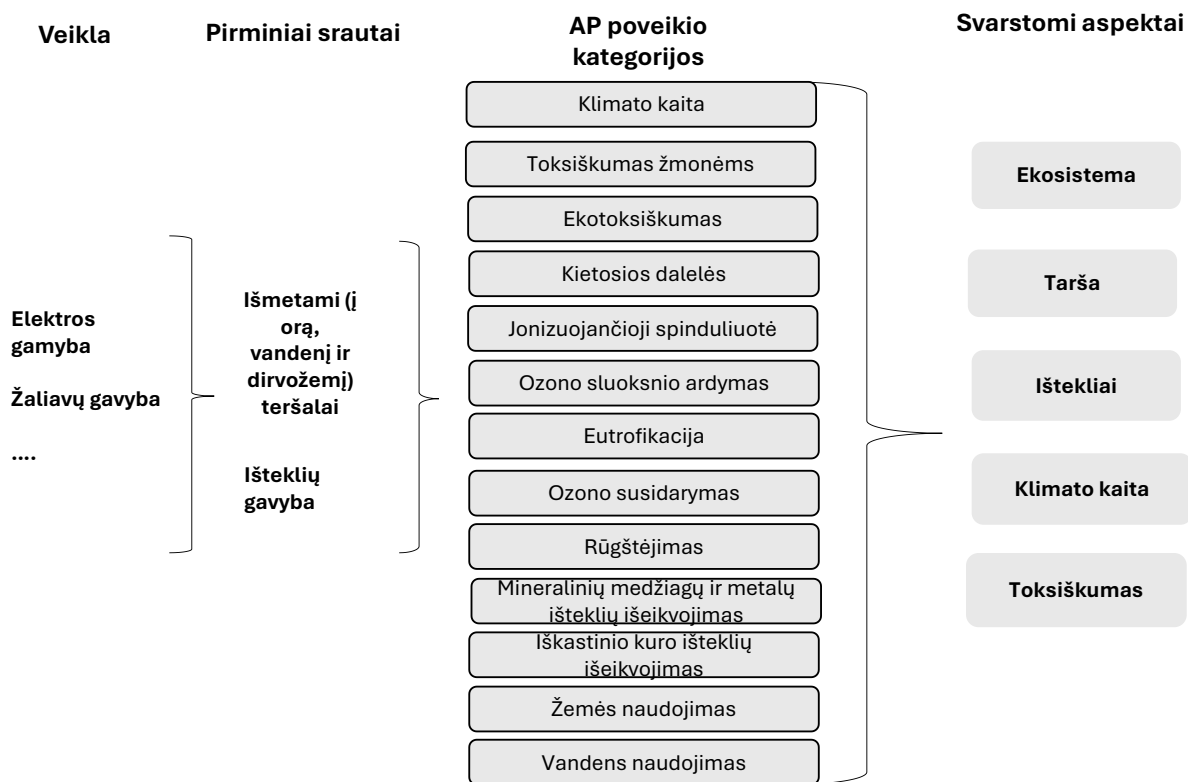 Veikla
Pirminiai srautai
AP poveikio
kategorijos
Svarstomi aspektai
Elektros
gamyba
Žaliavų gavyba
....
Išmetami (į
orą,
vandenį ir
dirvožemį)
teršalai
Išteklių
gavyba
Klimato kaita
Toksiškumas žmonėms
Ekotoksiškumas
Kietosios dalelės
Jonizuojančioji spinduliuotė
Ozono sluoksnio ardymas
Eutrofikacija
Ozono susidarymas
Rūgštėjimas
Mineralinių medžiagų ir metalų
išteklių išeikvojimas
Iškastinio kuro išteklių
išeikvojimas
Žemės naudojimas
Vandens naudojimas
Ekosistema
Tarša
Ištekliai
Klimato kaita
Toksiškumas